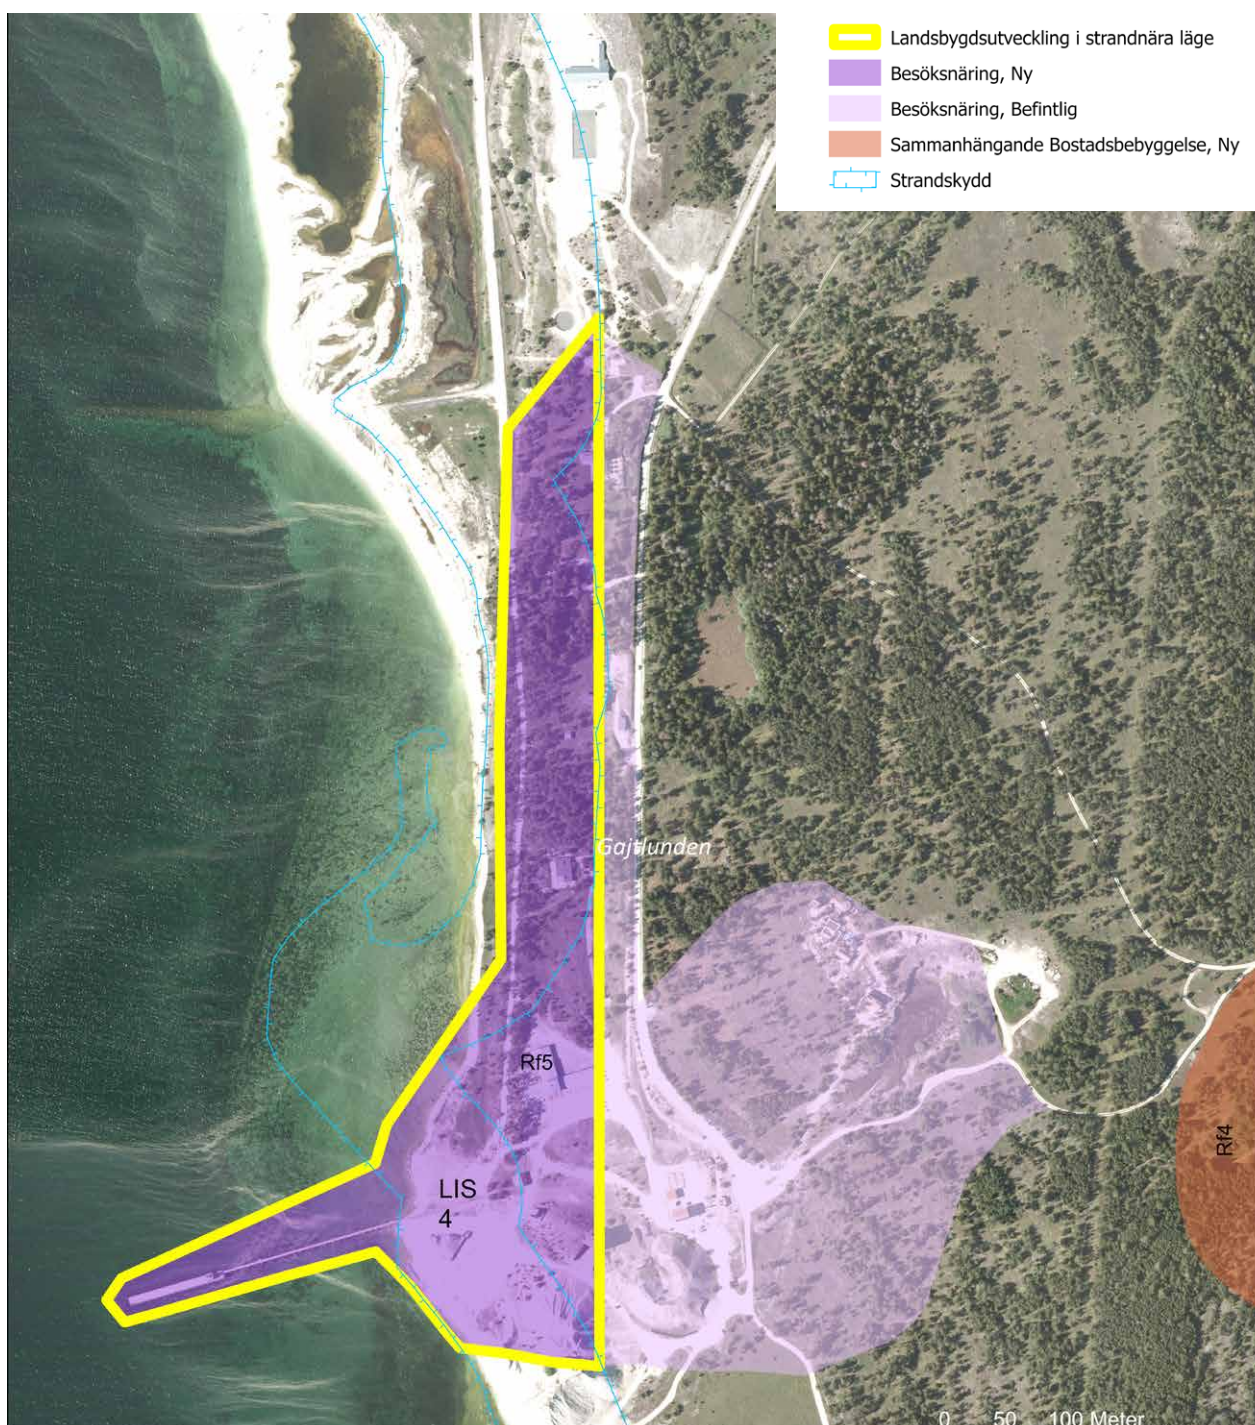 Landsbygdsutveckling i strandnära läge
Besöksnäring, Ny
Besöksnäring, Befintlig
Sammanhängande Bostadsbebyggelse, Ny
Strandskydd
Gajtlunden
Rf5
Rf4
LIS
4
0 50 100 Meter